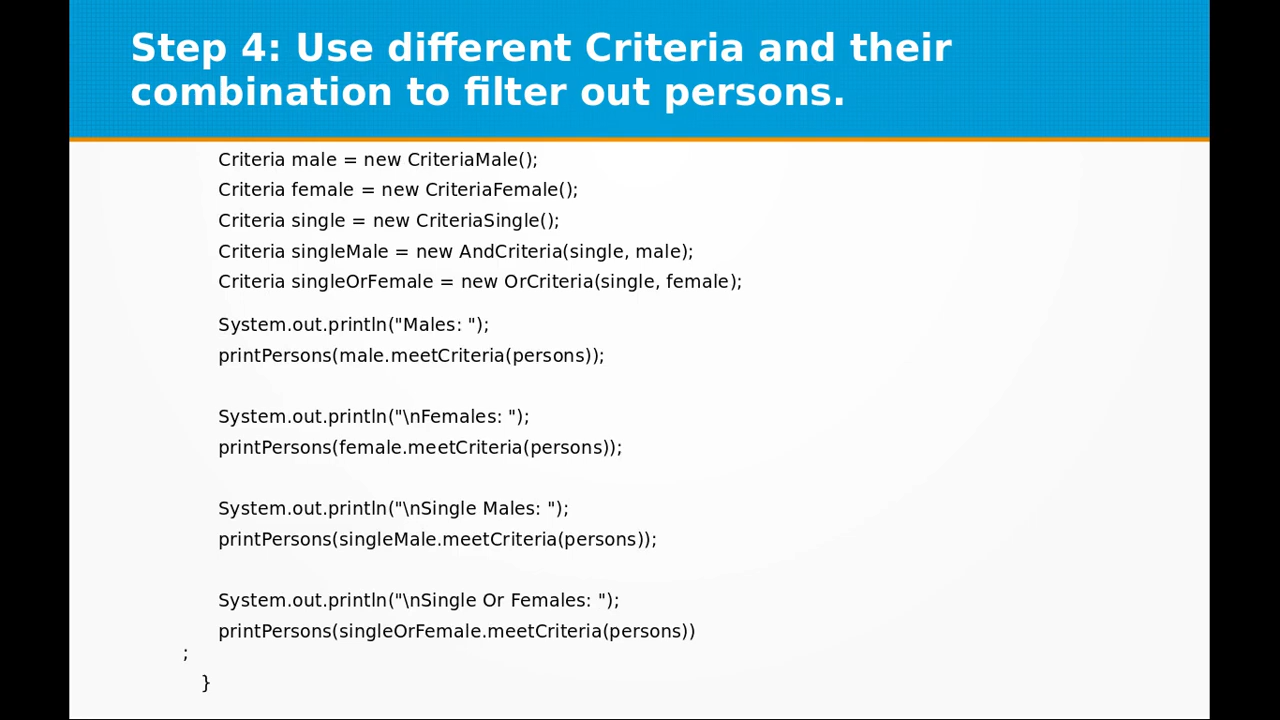 Step 4: Use different Criteria and their
combination to filter out persons.
Criteria male = new CriteriaMale();
Criteria female = new CriteriaFemale();
Criteria single = new CriteriaSingle();
Criteria singleMale = new AndCriteria(single, male);
Criteria singleOrFemale = new OrCriteria(single, female);
System.out.println("Males: ");
printPersons(male.meetCriteria(persons));
System.out.println("\nFemales: ");
printPersons(female.meetCriteria(persons));
System.out.println("\nSingle Males: ");
printPersons(singleMale.meetCriteria(persons));
System.out.println("\nSingle Or Females: ");
printPersons(singleOrFemale.meetCriteria(persons))
;
}